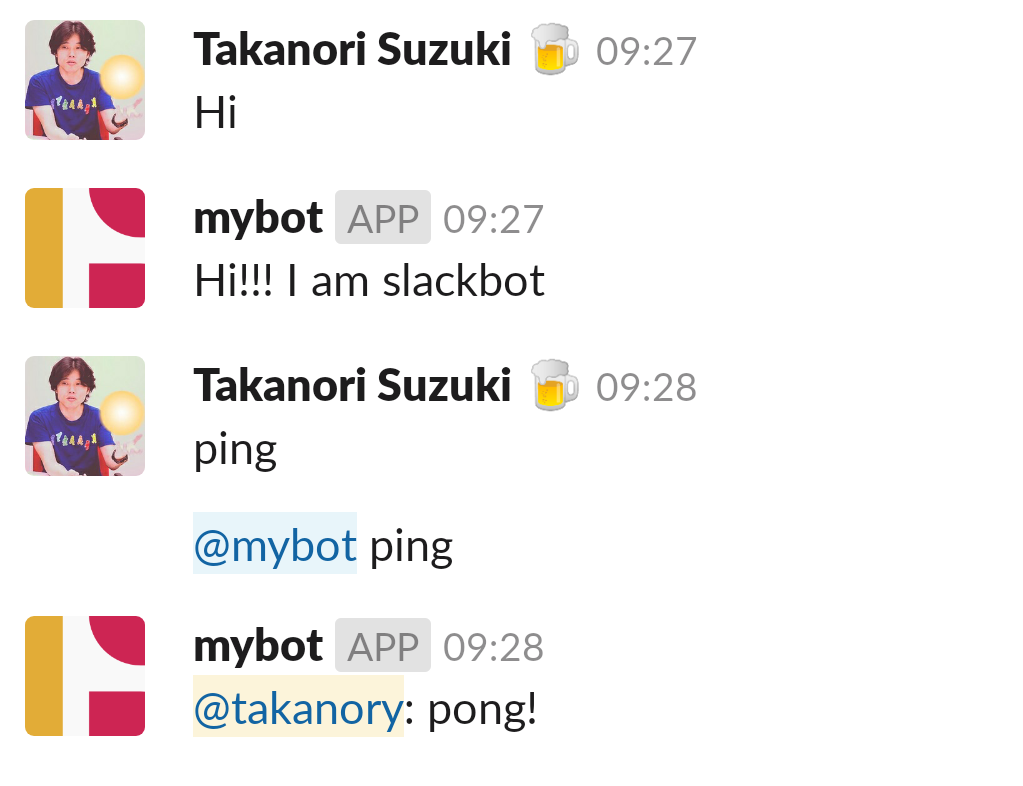 Takanori Suzuki 🍺 09:27
Hi
mybot APP 09:27
Hi!!! I am slackbot
Takanori Suzuki 🍺 09:28
ping
@mybot ping
mybot APP 09:28
@takanory: pong!